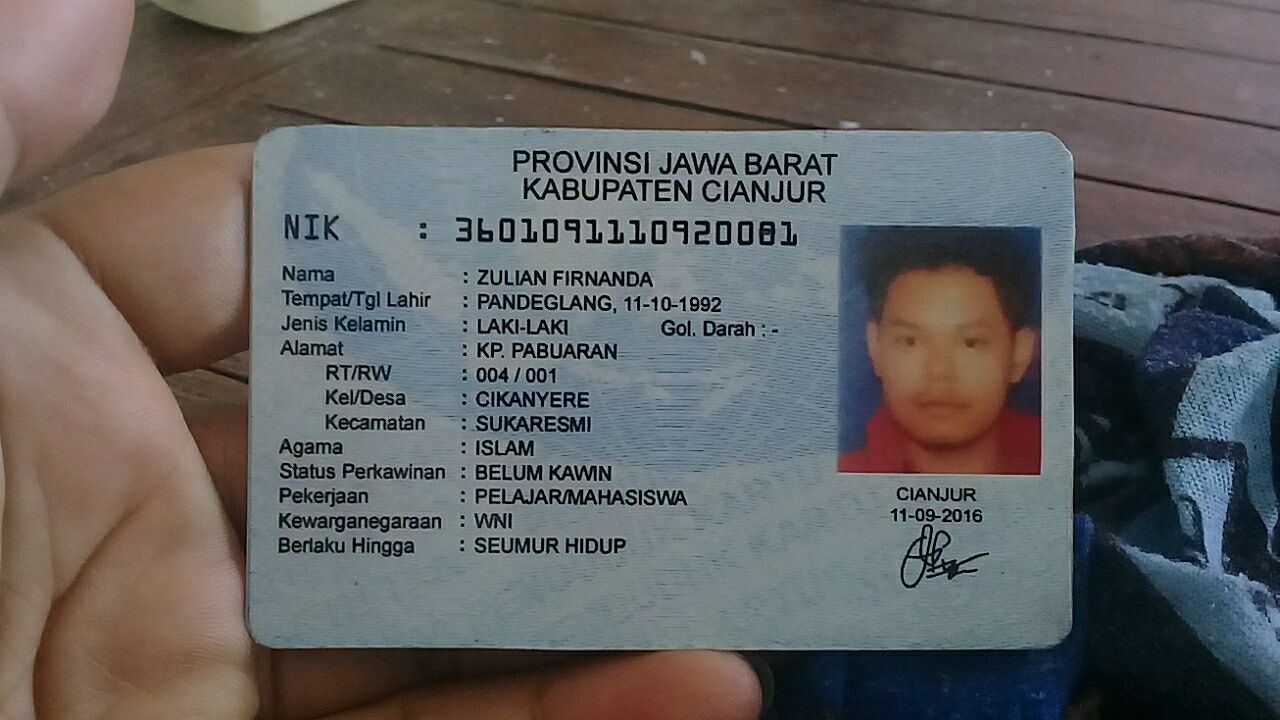 PROVINSI JAWA BARAT
KABUPATEN CIANJUR
NIK : 3601091110920081
Nama : ZULIAN FIRNANDA
Tempat/Tgl Lahir : PANDEGLANG, 11-10-1992
Jenis Kelamin : LAKI-LAKI Gol. Darah : -
Alamat : KP. PABUARAN
RT/RW : 004 / 001
Kel/Desa : CIKANYERE
Kecamatan : SUKARESMI
Agama : ISLAM
Status Perkawinan : BELUM KAWIN
Pekerjaan : PELAJAR/MAHASISWA
Kewarganegaraan : WNI
Berlaku Hingga : SEUMUR HIDUP
CIANJUR
11-09-2016